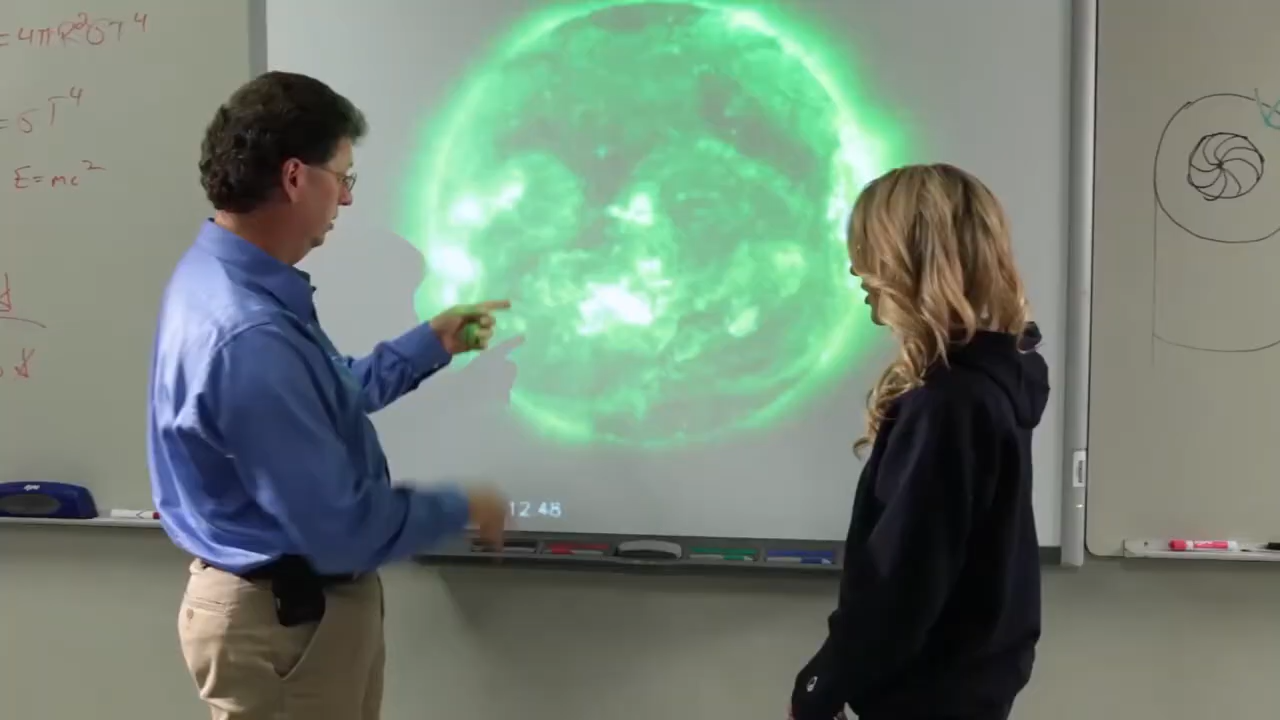 = 4πR²σT⁴
= σT⁴
E = mc²
12:48